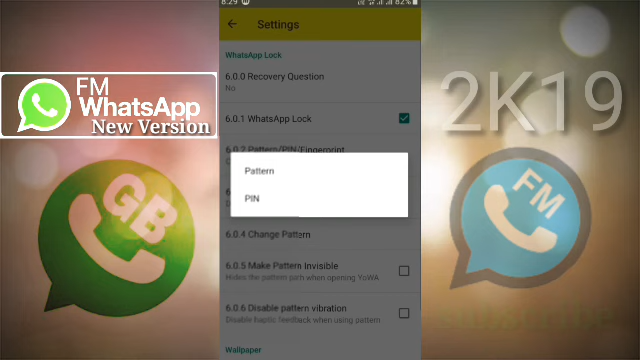 8:29
82%
Settings
WhatsApp Lock
6.0.0 Recovery Question
No
6.0.1 WhatsApp Lock
6.0.2 Pattern/PIN/Fingerprint
Pattern
PIN
6.0.4 Change Pattern
6.0.5 Make Pattern Invisible
Hides the pattern path when opening YoWA
6.0.6 Disable pattern vibration
Disable haptic feedback when using pattern
Wallpaper
FM
WhatsApp
New Version
GB
2K19
FM